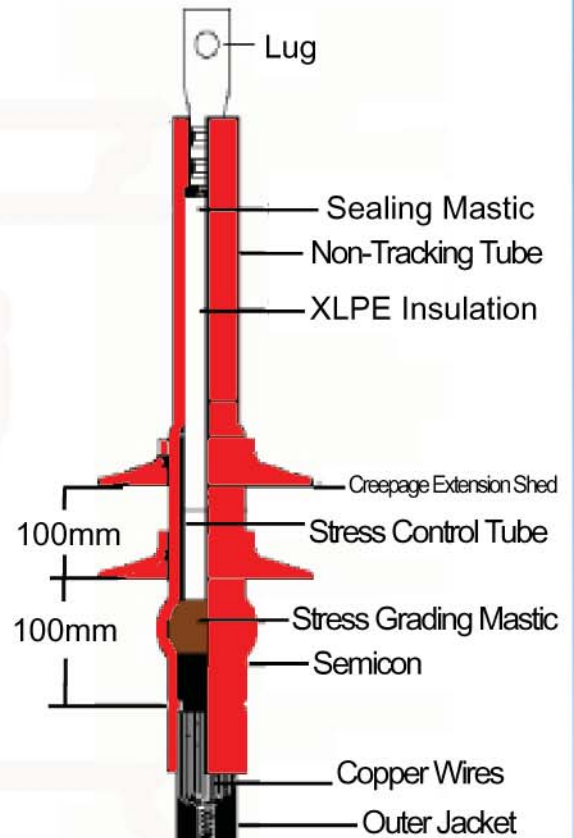 Lug
Sealing Mastic
Non-Tracking Tube
XLPE Insulation
Creepage Extension Shed
100mm
Stress Control Tube
100mm
Stress Grading Mastic
Semicon
Copper Wires
Outer Jacket